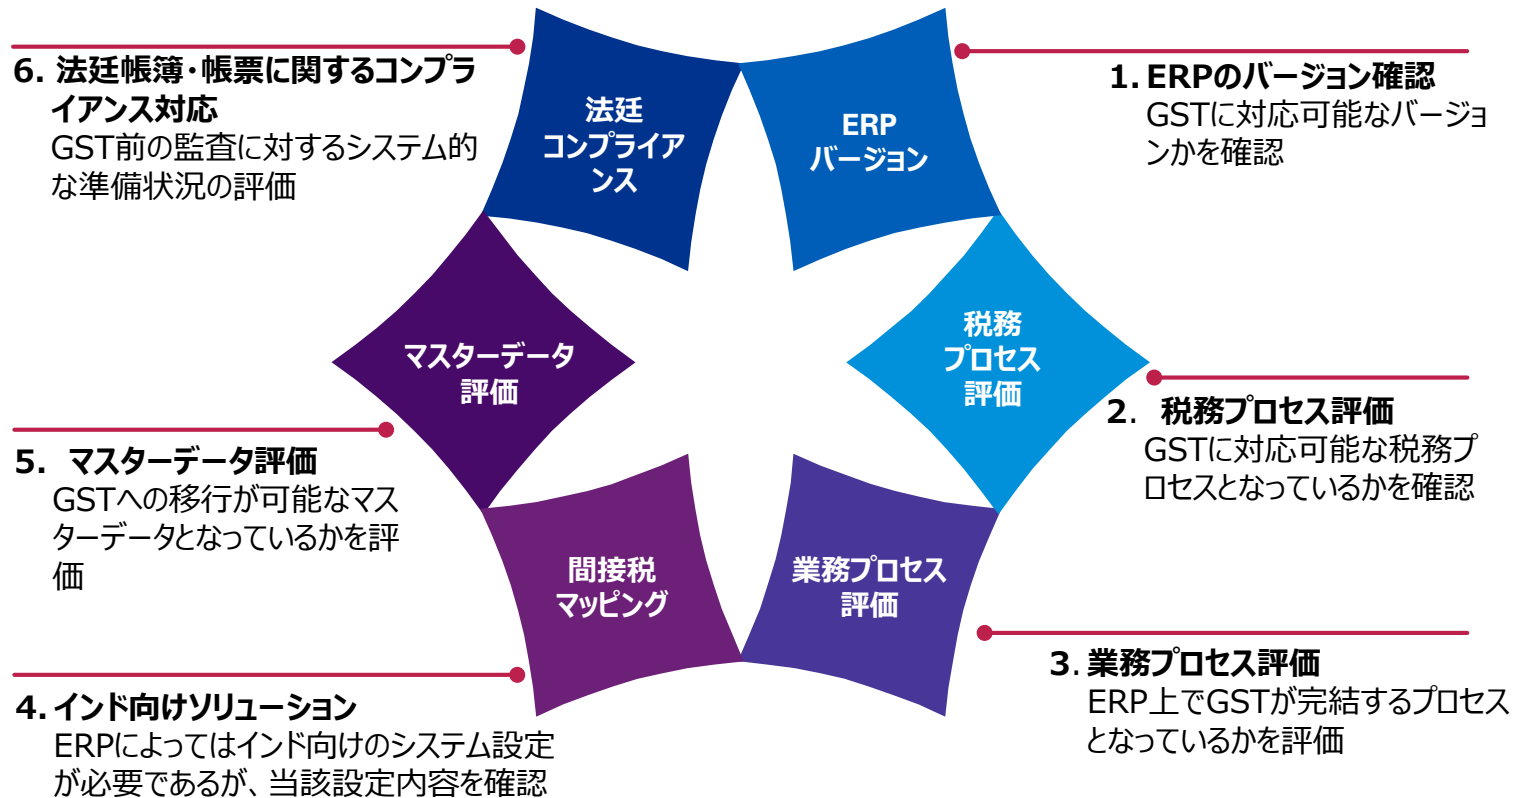 6. 法廷帳簿・帳票に関するコンプラ
イアンス対応
GST前の監査に対するシステム的
な準備状況の評価
法廷
コンプライア
ンス
ERP
バージョン
1. ERPのバージョン確認
GSTに対応可能なバージョ
ンかを確認
マスターデータ
評価
税務
プロセス
評価
2. 税務プロセス評価
GSTに対応可能な税務プ
ロセスとなっているかを確認
5. マスターデータ評価
GSTへの移行が可能なマス
ターデータとなっているかを評
価
間接税
マッピング
業務プロセス
評価
3. 業務プロセス評価
ERP上でGSTが完結するプロセス
となっているかを評価
4. インド向けソリューション
ERPによってはインド向けのシステム設定
が必要であるが、当該設定内容を確認